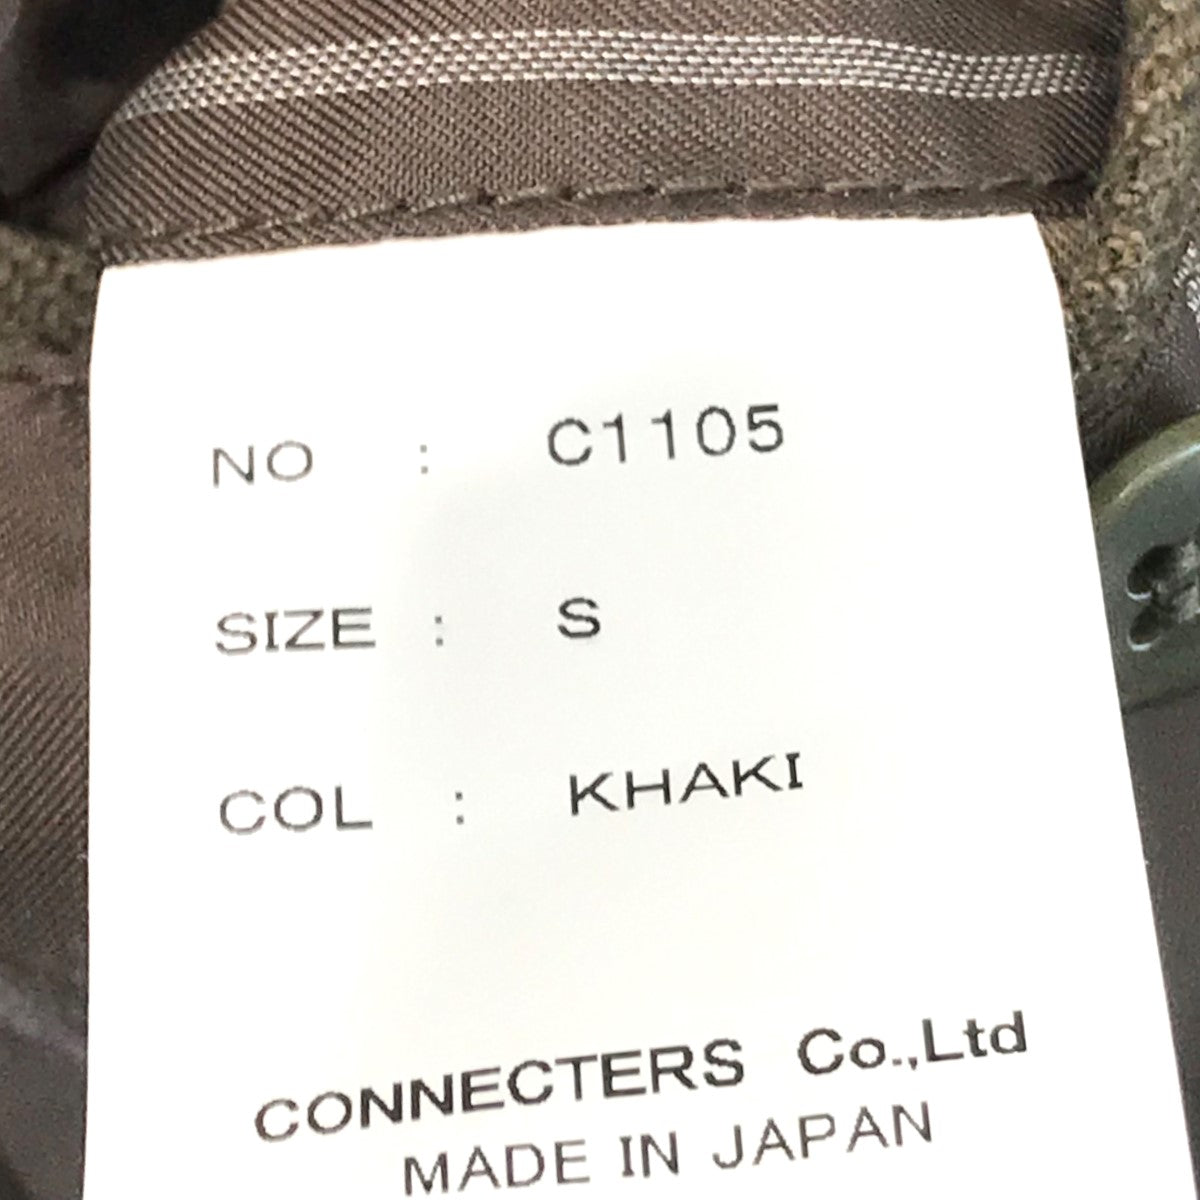 NO : C1105
SIZE : S
COL : KHAKI
CONNECTERS Co.,Ltd
MADE IN JAPAN